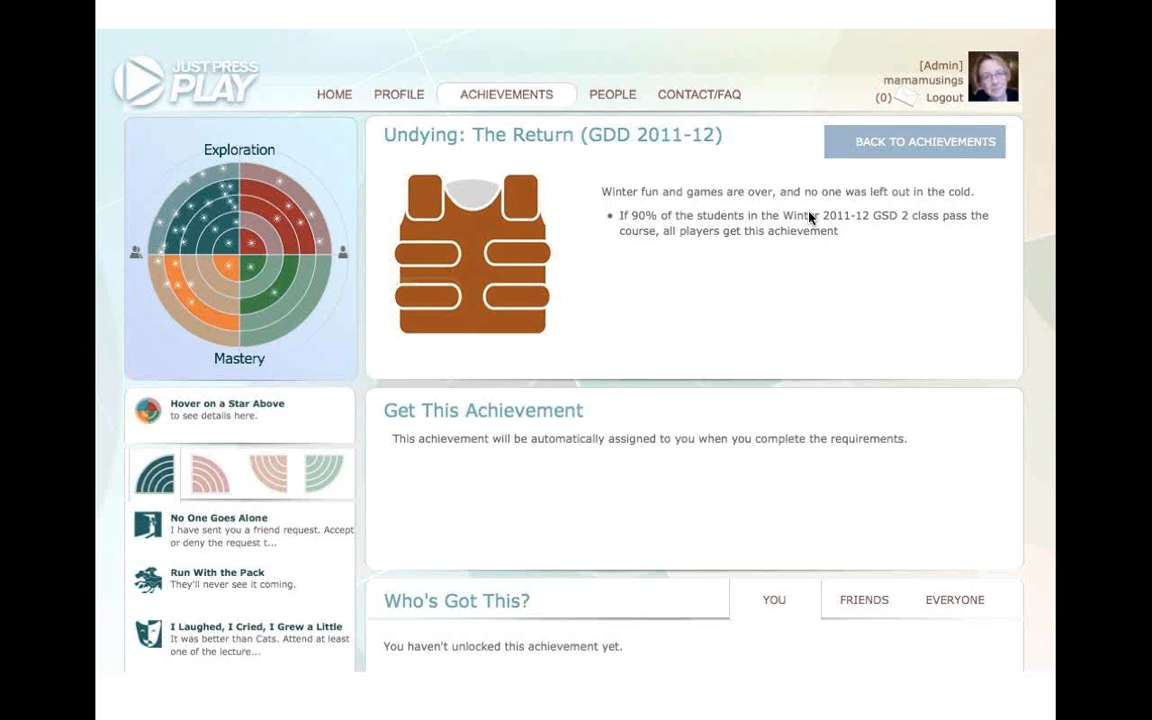 JUST PRESS
PLAY
HOME
PROFILE
ACHIEVEMENTS
PEOPLE
CONTACT/FAQ
[Admin]
mamamusings
(0)
Logout
Exploration
Mastery
Undying: The Return (GDD 2011-12)
BACK TO ACHIEVEMENTS
Winter fun and games are over, and no one was left out in the cold.
• If 90% of the students in the Winter 2011-12 GSD 2 class pass the
course, all players get this achievement
Hover on a Star Above
to see details here.
No One Goes Alone
I have sent you a friend request. Accept
or deny the request t...
Run With the Pack
They'll never see it coming.
I Laughed, I Cried, I Grew a Little
It was better than Cats. Attend at least
one of the lecture...
Get This Achievement
This achievement will be automatically assigned to you when you complete the requirements.
Who's Got This?
YOU
FRIENDS
EVERYONE
You haven't unlocked this achievement yet.